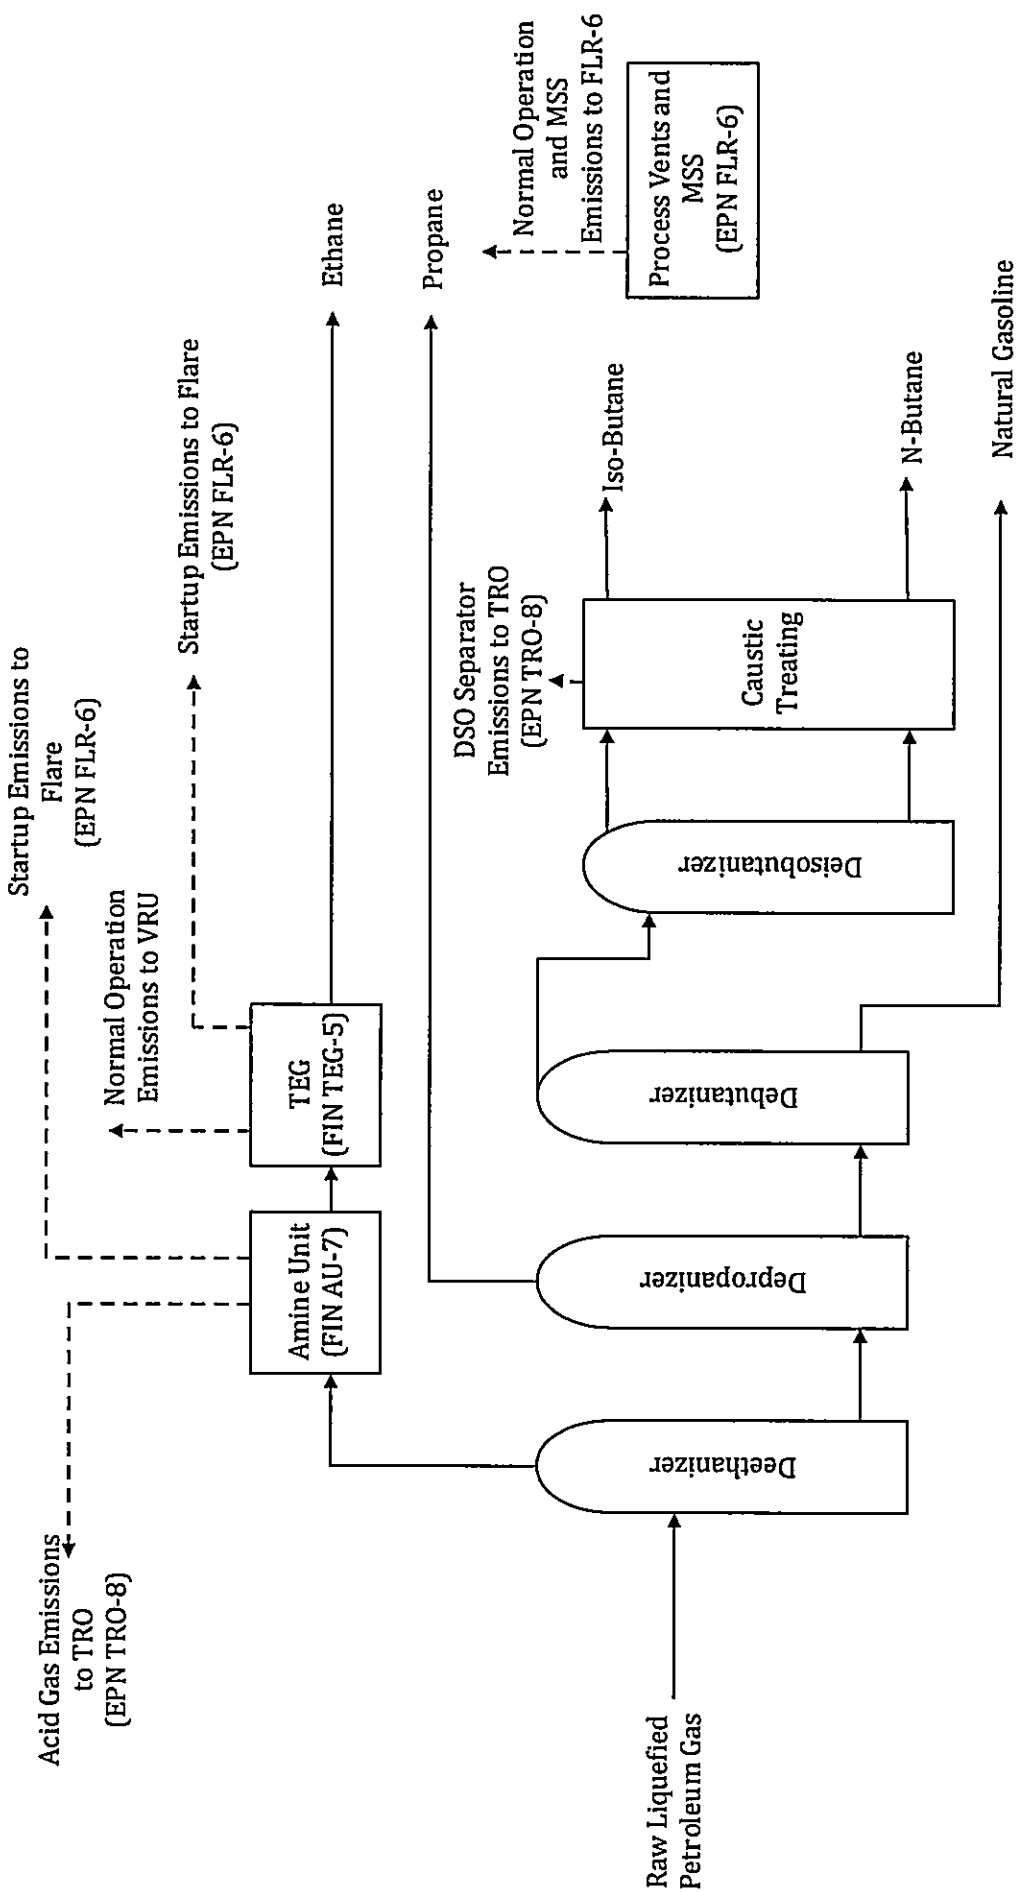 Startup Emissions to
Flare
(EPN FLR-6)
Acid Gas Emissions
to TRO
(EPN TRO-8)
Normal Operation
Emissions to VRU
Startup Emissions to Flare
(EPN FLR-6)
Amine Unit
(FIN AU-7)
TEG
(FIN TEG-5)
Ethane
Propane
Normal Operation
and MSS
Emissions to FLR-6
Process Vents and
MSS
(EPN FLR-6)
DSO Separator
Emissions to TRO
(EPN TRO-8)
Iso-Butane
Deethanizer
Depropanizer
Debutanizer
Deisobutanizer
Caustic
Treating
N-Butane
Natural Gasoline
Raw Liquefied
Petroleum Gas